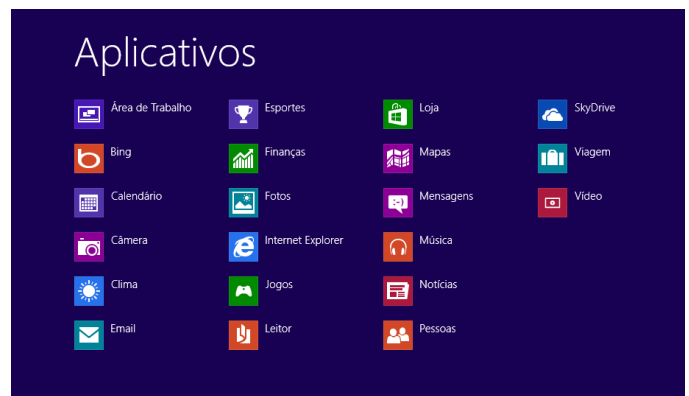 Aplicativos
Área de Trabalho
Bing
Calendário
Câmera
Clima
Email
Esportes
Finanças
Fotos
Internet Explorer
Jogos
Leitor
Loja
Mapas
Mensagens
Música
Notícias
Pessoas
SkyDrive
Viagem
Vídeo